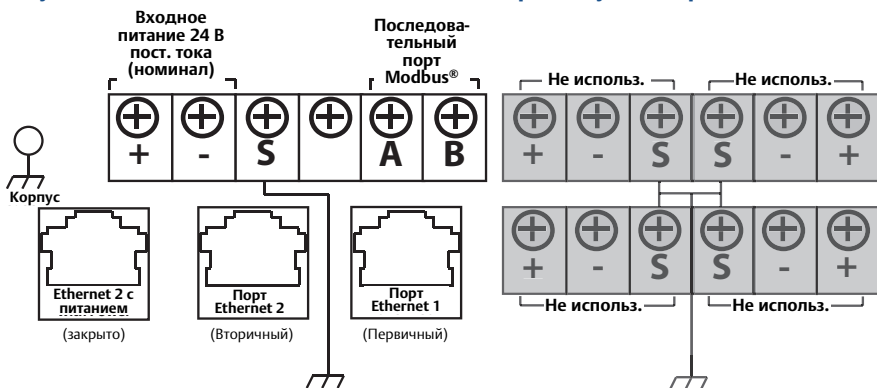 Входное
питание 24 В
пост. тока
(номинал)
Последова-
тельный
порт
Modbus®
Не использ.
Не использ.
+ - S A B
+ - S S - +
Корпус
+ - S S - +
Ethernet 2 с
питанием
Порт
Ethernet 2
Порт
Ethernet 1
Не использ.
Не использ.
(закрыто)
(Вторичный)
(Первичный)